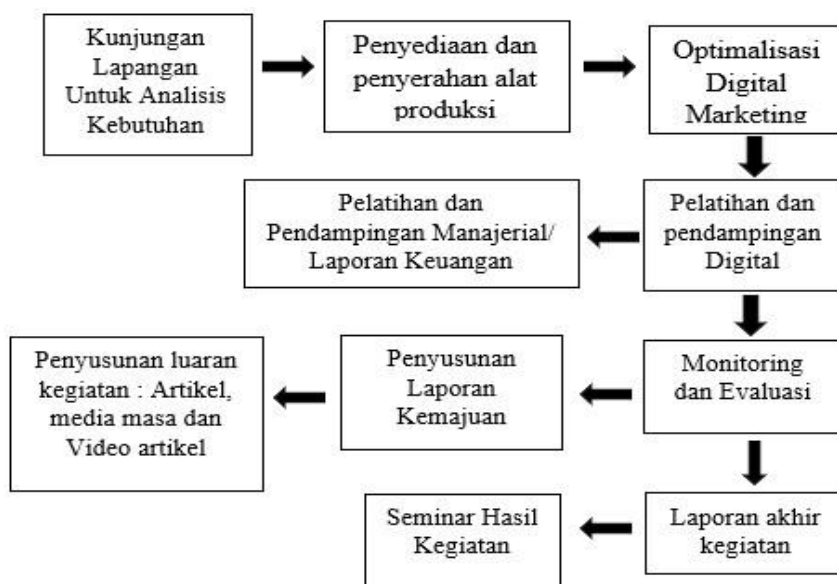 Kunjungan
Lapangan
Untuk Analisis
Kebutuhan
Penyediaan dan
penyerahan alat
produksi
Optimalisasi
Digital
Marketing
Pelatihan dan
Pendampingan Manajerial/
Laporan Keuangan
Pelatihan dan
pendampingan
Digital
Penyusunan luaran
kegiatan : Artikel,
media masa dan
Video artikel
Penyusunan
Laporan
Kemajuan
Monitoring
dan Evaluasi
Seminar Hasil
Kegiatan
Laporan akhir
kegiatan